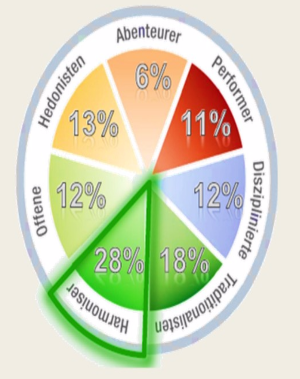 Abenteurer
6%
Performer
11%
Disziplinierte
12%
Traditionalisten
18%
Harmoniser
28%
Offene
12%
Hedonisten
13%